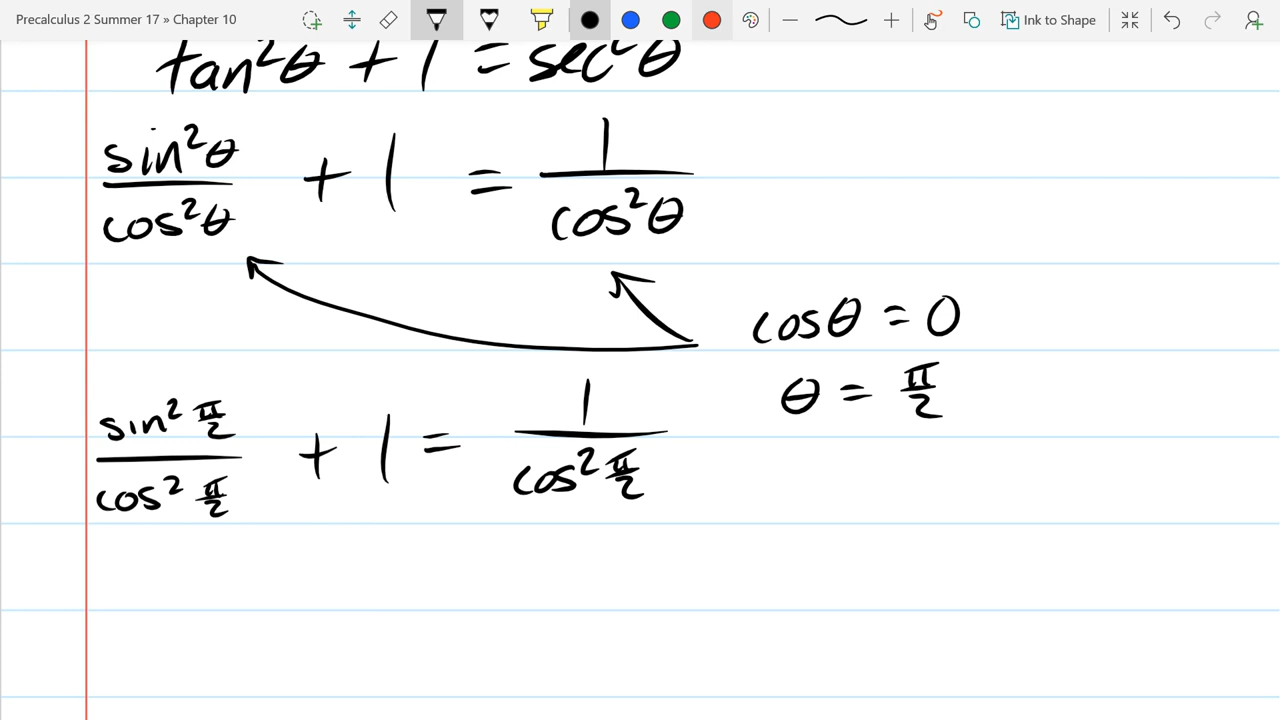 Precalculus 2 Summer 17 » Chapter 10
Ink to Shape
tan²θ + 1 = sec²θ
sin²θ/cos²θ + 1 = 1/cos²θ
cosθ = 0
θ = π/2
sin² π/2 / cos² π/2 + 1 = 1/cos² π/2